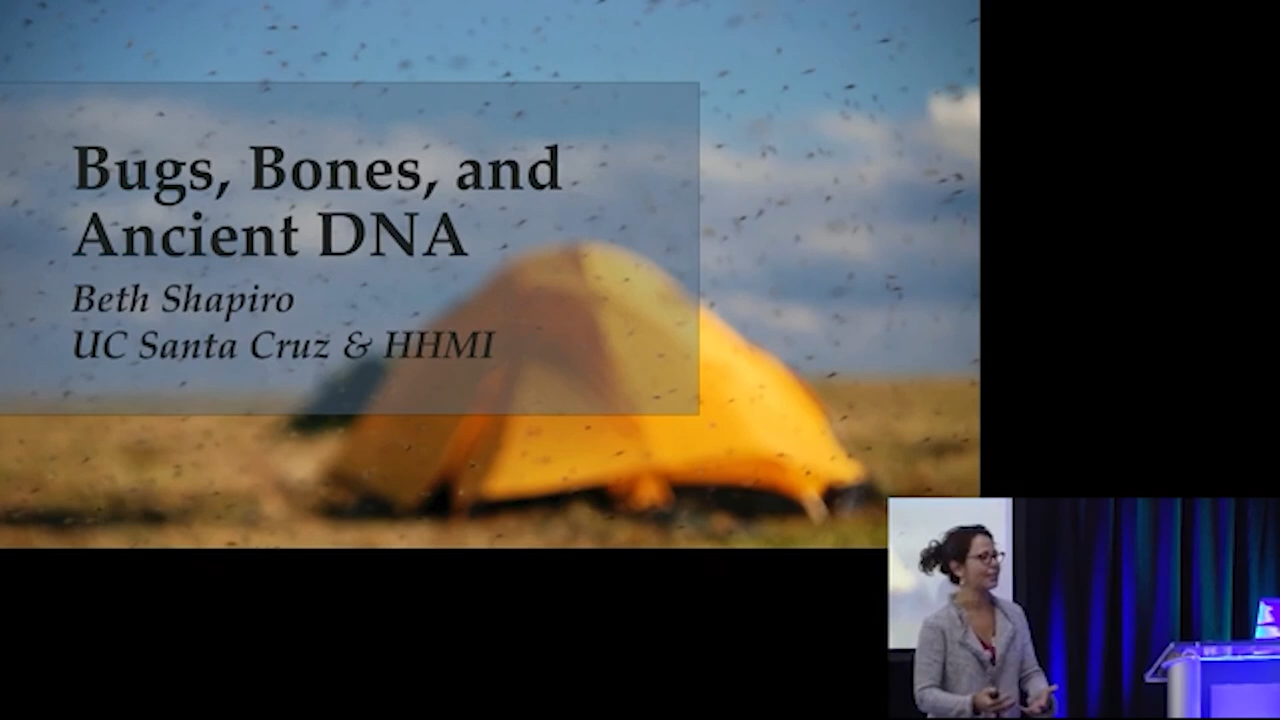 Bugs, Bones, and
Ancient DNA
Beth Shapiro
UC Santa Cruz & HHMI